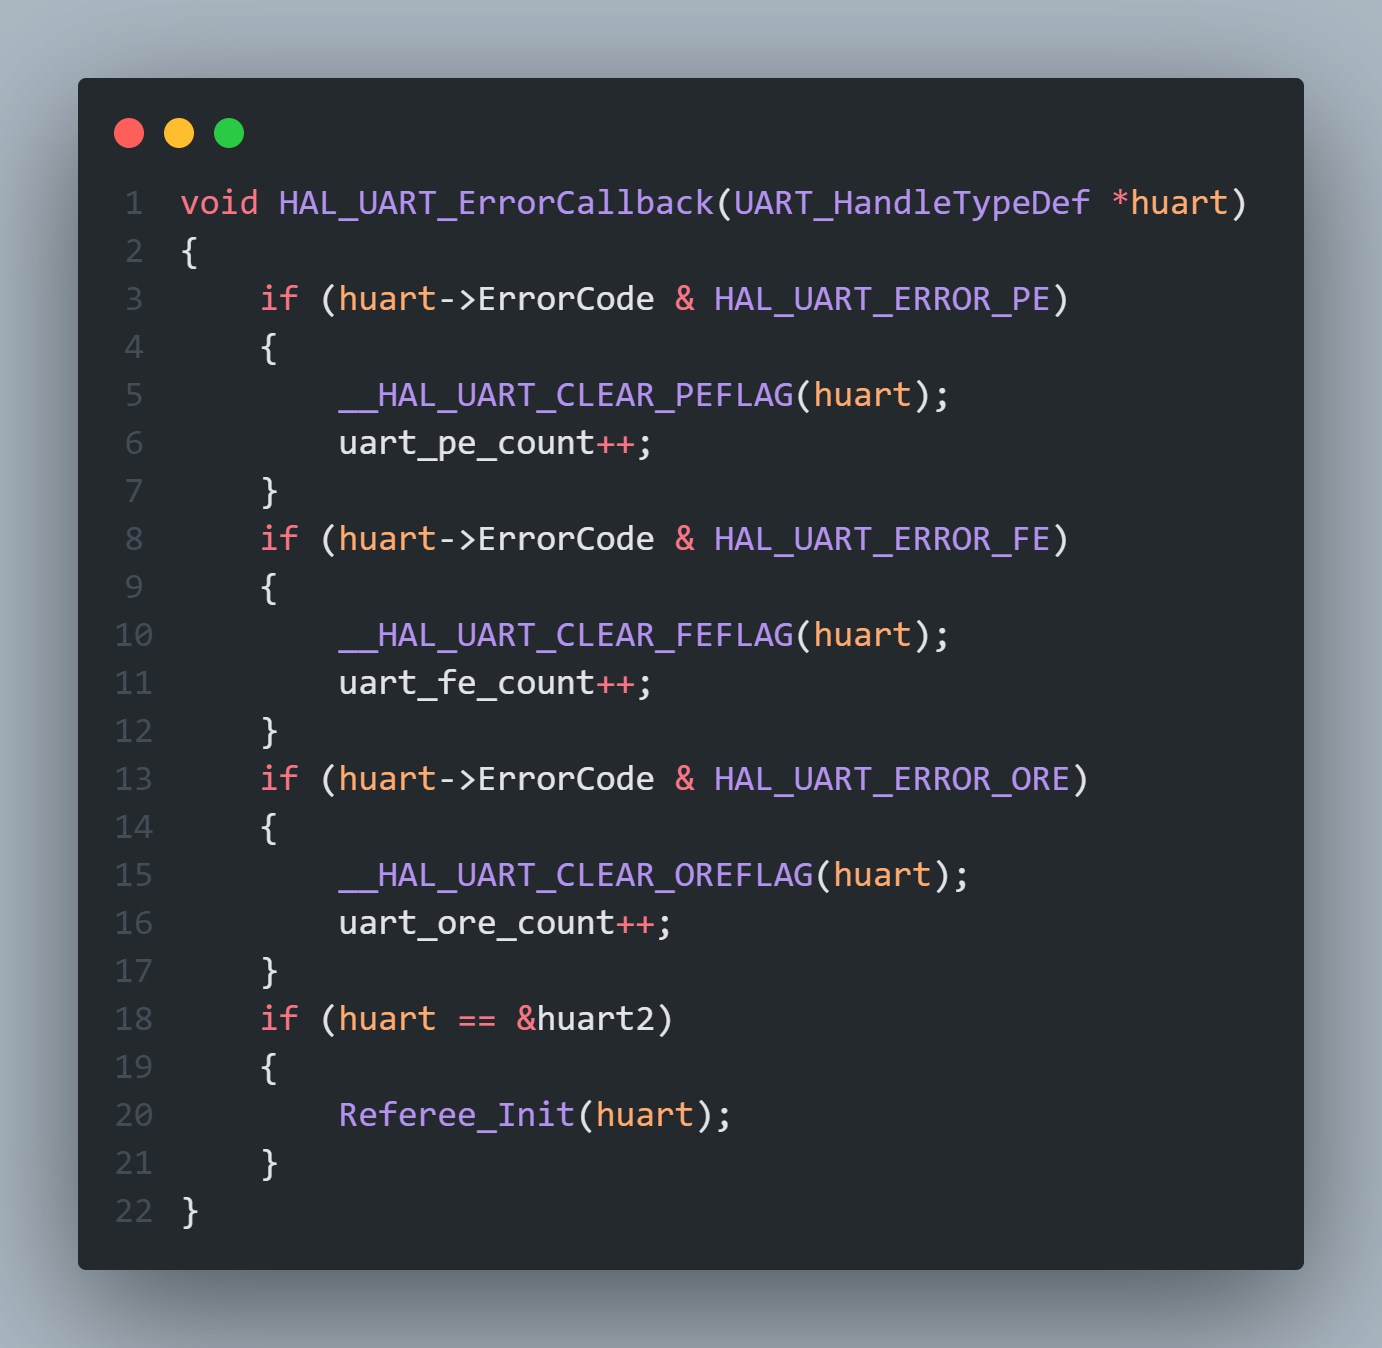 1 void HAL_UART_ErrorCallback(UART_HandleTypeDef *huart)
2 {
3     if (huart->ErrorCode & HAL_UART_ERROR_PE)
4     {
5         __HAL_UART_CLEAR_PEFLAG(huart);
6         uart_pe_count++;
7     }
8     if (huart->ErrorCode & HAL_UART_ERROR_FE)
9     {
10         __HAL_UART_CLEAR_FEFLAG(huart);
11         uart_fe_count++;
12     }
13     if (huart->ErrorCode & HAL_UART_ERROR_ORE)
14     {
15         __HAL_UART_CLEAR_OREFLAG(huart);
16         uart_ore_count++;
17     }
18     if (huart == &huart2)
19     {
20         Referee_Init(huart);
21     }
22 }